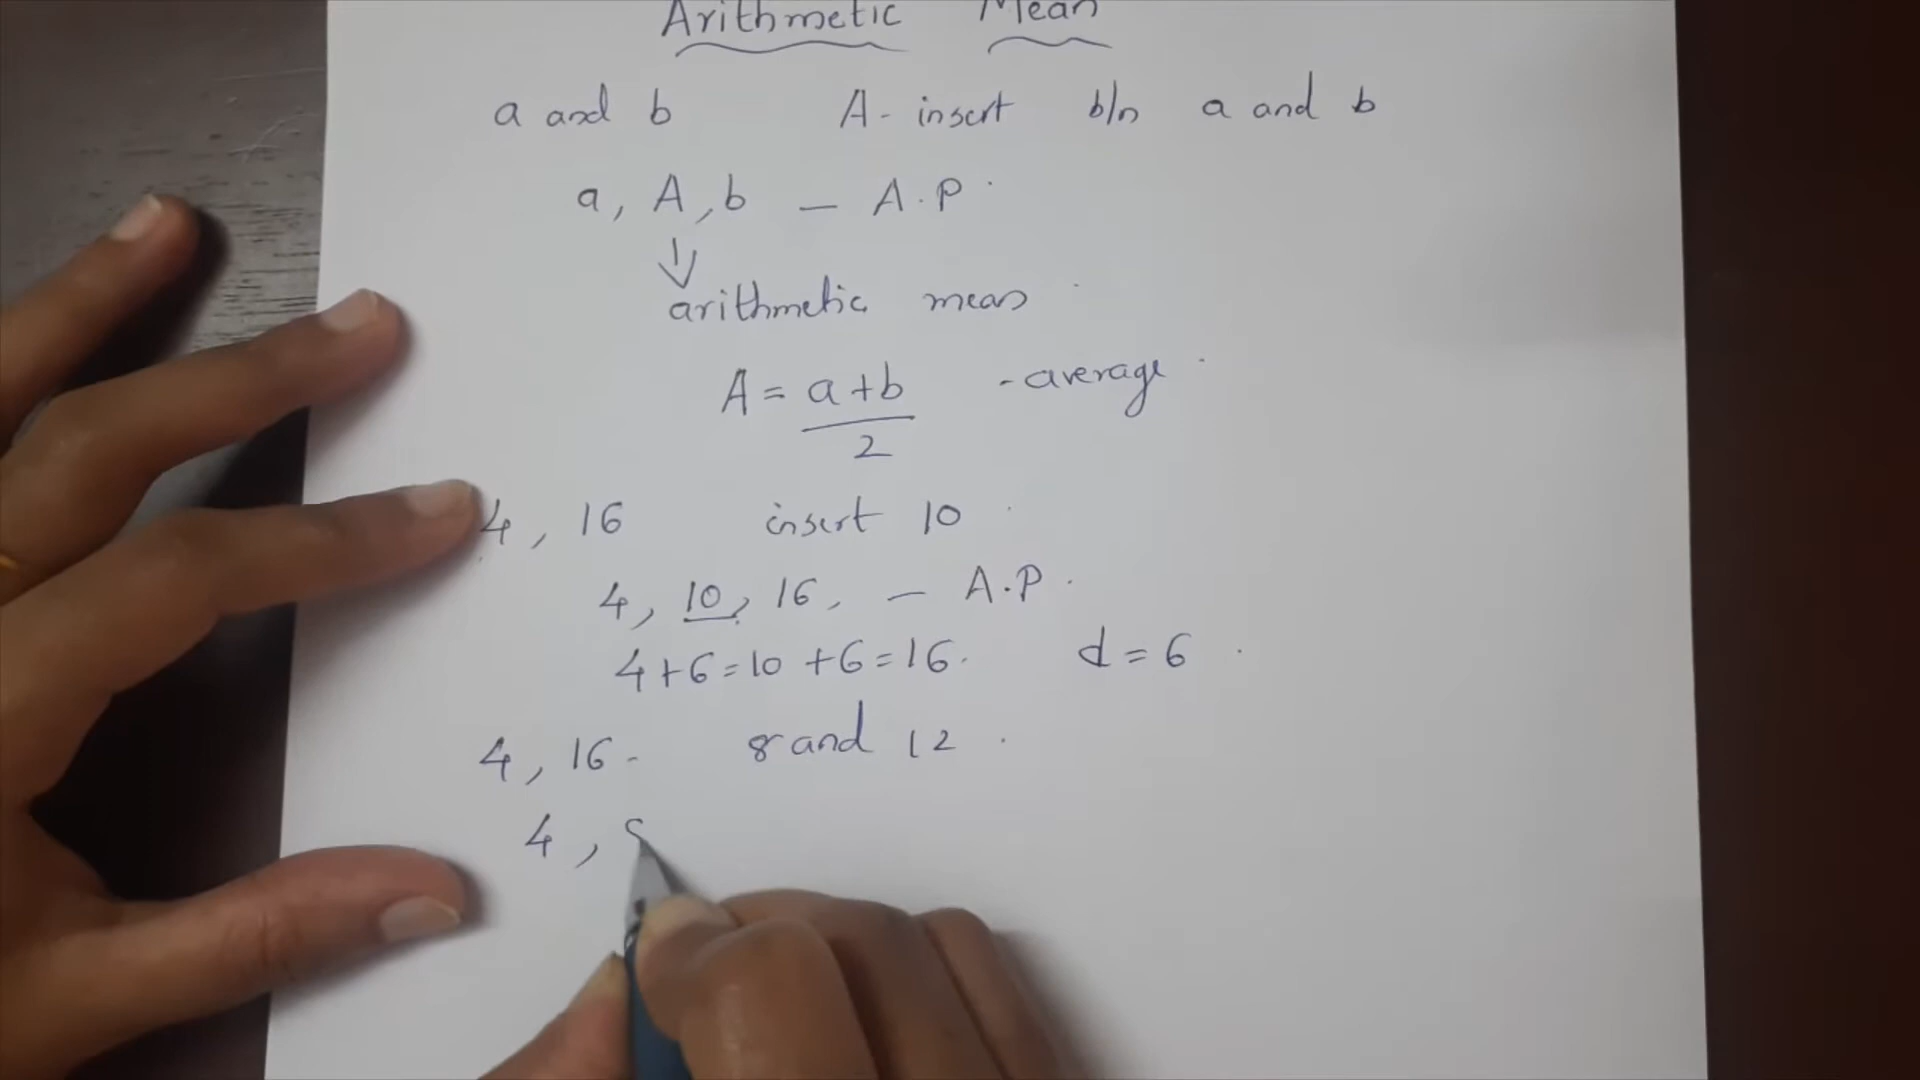 Arithmetic Mean
a and b A - insert b/n a and b
a, A, b - A.P.
arithmetic mean
A = a+b/2 - average.
4, 16 insert 10.
4, 10, 16, - A.P.
4+6=10 +6=16. d=6.
4, 16 - 8 and 12.
4, 8